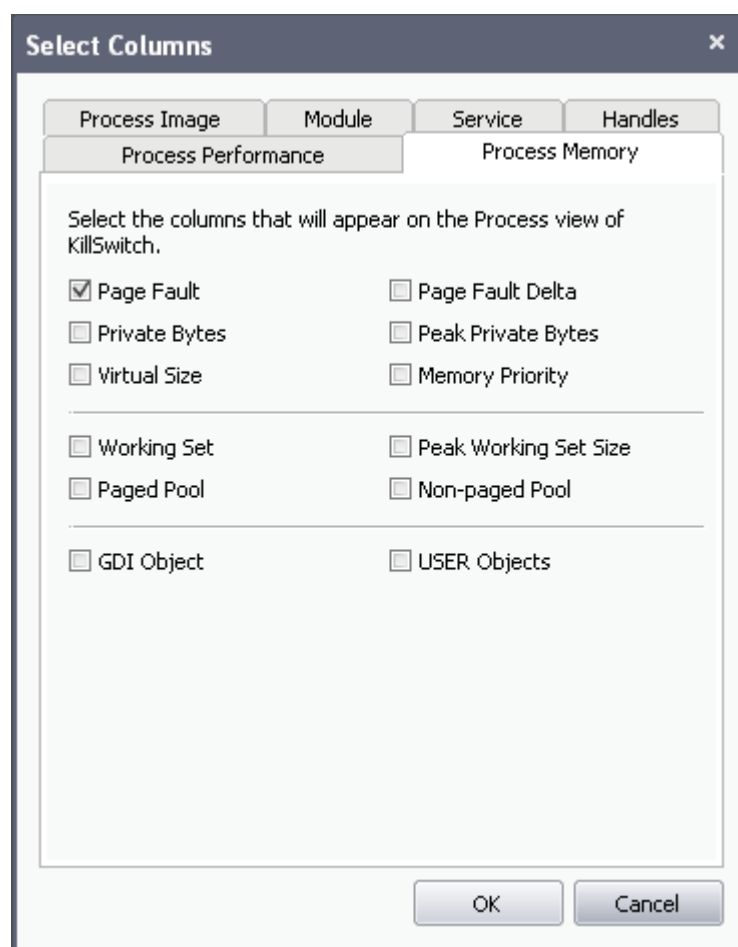 Select Columns
Process Image Module Service Handles
Process Performance Process Memory
Select the columns that will appear on the Process view of
KillSwitch.
Page Fault Page Fault Delta
Private Bytes Peak Private Bytes
Virtual Size Memory Priority
Working Set Peak Working Set Size
Paged Pool Non-paged Pool
GDI Object USER Objects
OK Cancel